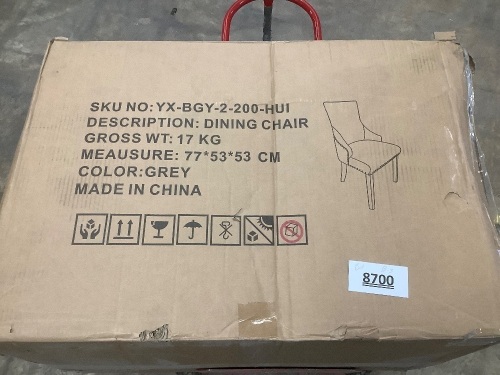 SKU NO: YX-BGY-2-200-HUI
DESCRIPTION: DINING CHAIR
GROSS WT: 17 KG
MEAUSURE: 77*53*53 CM
COLOR:GREY
MADE IN CHINA
8700